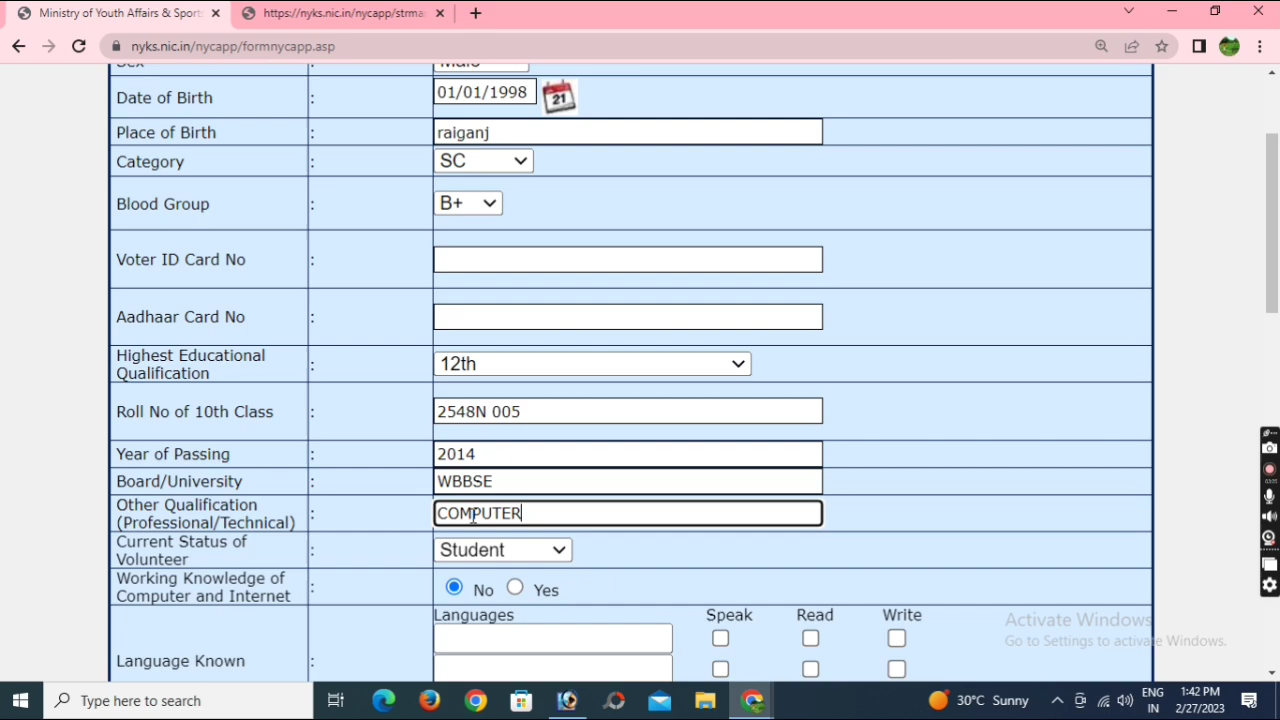 Ministry of Youth Affairs & Sport
https://nyks.nic.in/nycapp/strma
nyks.nic.in/nycapp/formnycapp.asp
Sex : Male
Date of Birth : 01/01/1998 21
Place of Birth : raiganj
Category : SC
Blood Group : B+
Voter ID Card No :
Aadhaar Card No :
Highest Educational
Qualification : 12th
Roll No of 10th Class : 2548N 005
Year of Passing : 2014
Board/University : WBBSE
Other Qualification
(Professional/Technical) : COMPUTER
Current Status of
Volunteer : Student
Working Knowledge of
Computer and Internet : No Yes
Languages Speak Read Write
Language Known :
Activate Windows
Go to Settings to activate Windows.
Type here to search
30°C Sunny
ENG
IN
1:42 PM
2/27/2023